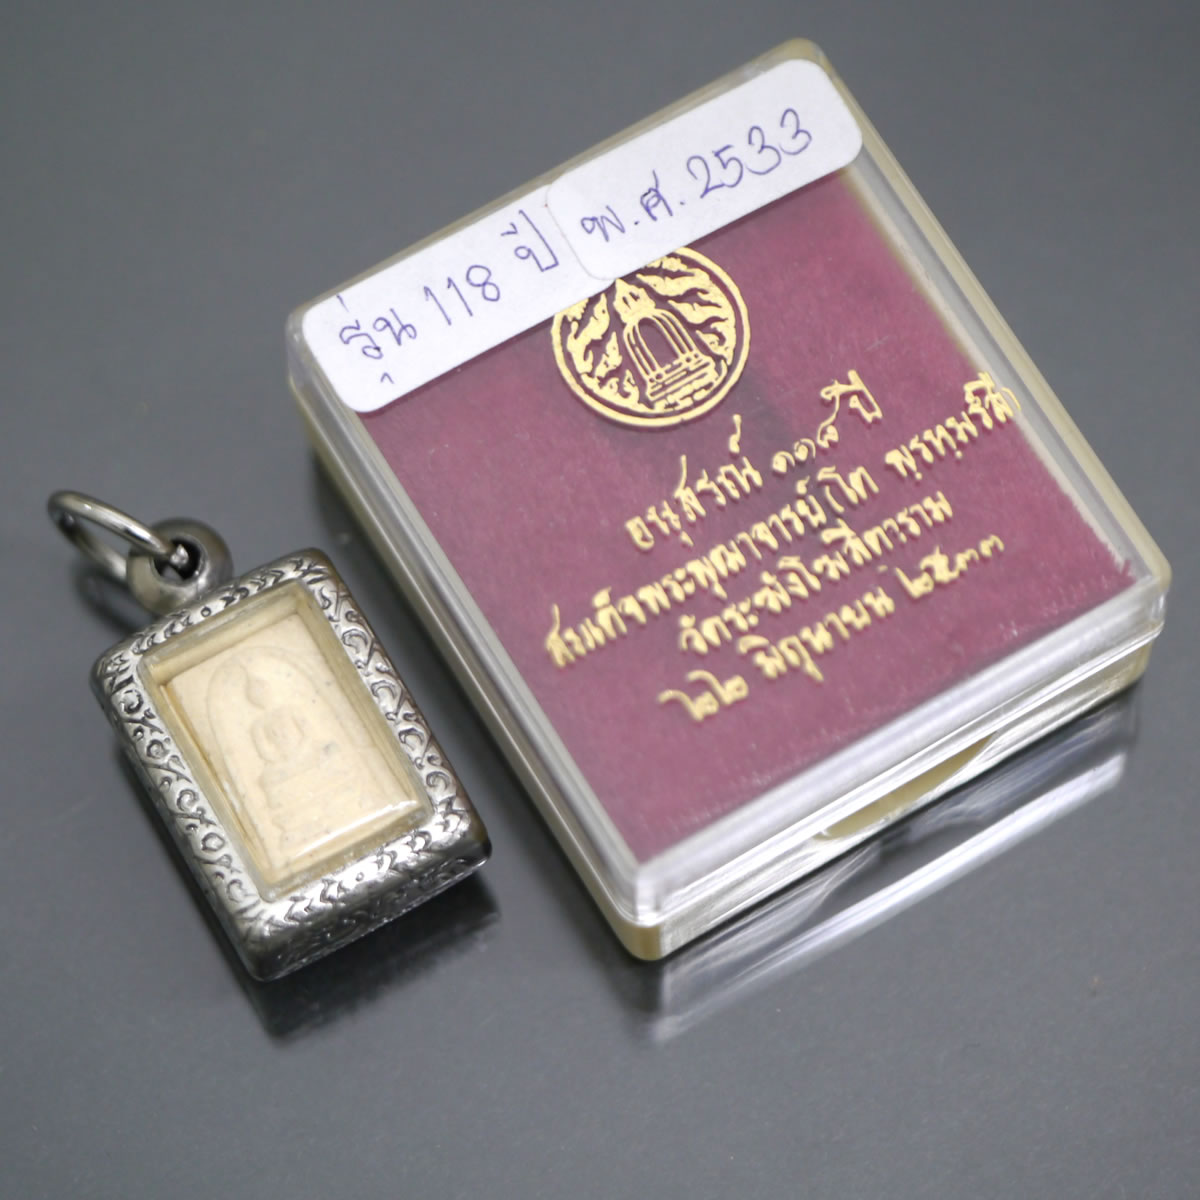 รุ่น 118 ปี พ.ศ. 2533
อนุสรณ์ ๑๑๘ ปี
สมเด็จพระพุฒาจารย์ (โต พฺรหฺมรํสี)
วัดระฆังโฆสิตาราม
๒๒ มิถุนายน ๒๕๓๓